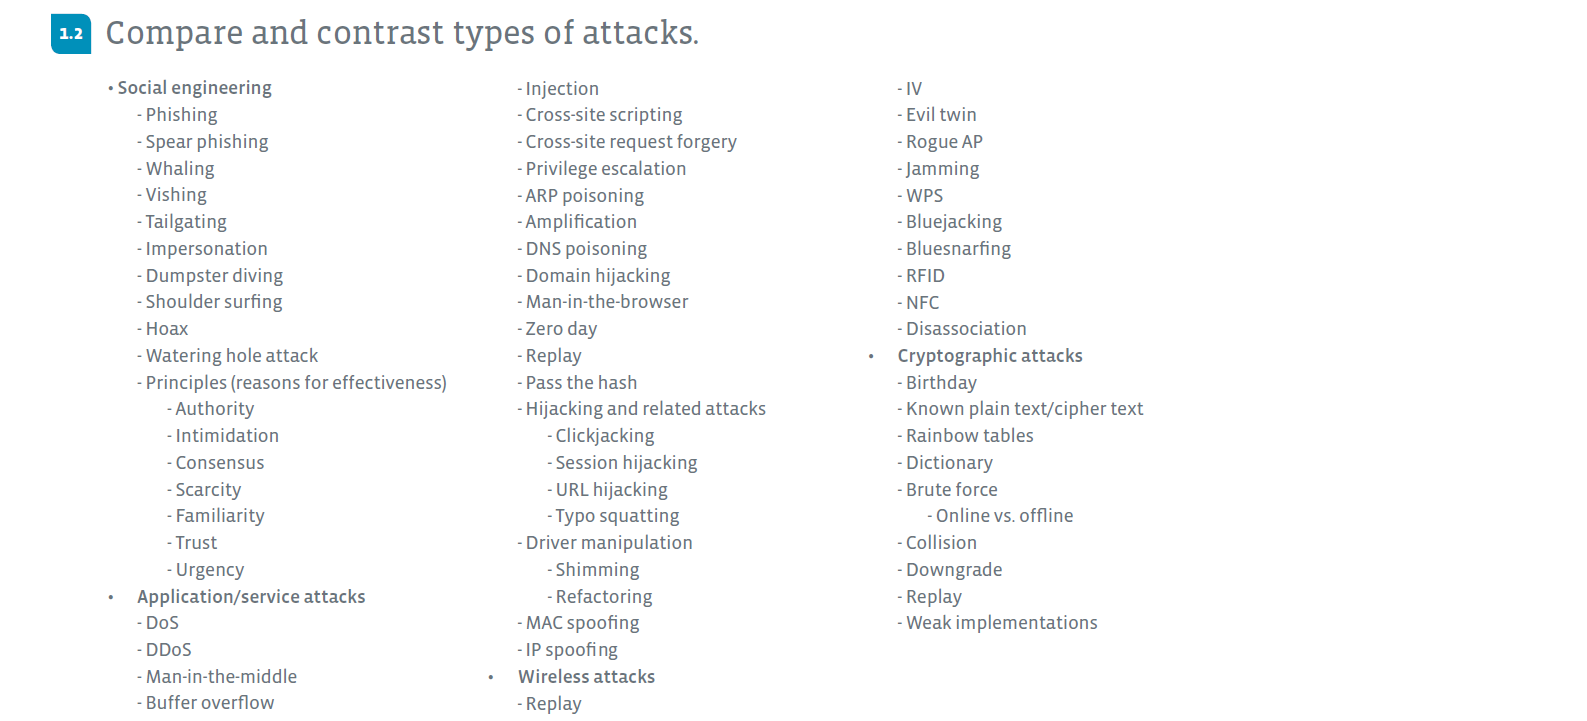 1.2 Compare and contrast types of attacks.
• Social engineering
- Phishing
- Spear phishing
- Whaling
- Vishing
- Tailgating
- Impersonation
- Dumpster diving
- Shoulder surfing
- Hoax
- Watering hole attack
- Principles (reasons for effectiveness)
- Authority
- Intimidation
- Consensus
- Scarcity
- Familiarity
- Trust
- Urgency
• Application/service attacks
- DoS
- DDoS
- Man-in-the-middle
- Buffer overflow
- Injection
- Cross-site scripting
- Cross-site request forgery
- Privilege escalation
- ARP poisoning
- Amplification
- DNS poisoning
- Domain hijacking
- Man-in-the-browser
- Zero day
- Replay
- Pass the hash
- Hijacking and related attacks
- Clickjacking
- Session hijacking
- URL hijacking
- Typo squatting
- Driver manipulation
- Shimming
- Refactoring
- MAC spoofing
- IP spoofing
• Wireless attacks
- Replay
- IV
- Evil twin
- Rogue AP
- Jamming
- WPS
- Bluejacking
- Bluesnarfing
- RFID
- NFC
- Disassociation
• Cryptographic attacks
- Birthday
- Known plain text/cipher text
- Rainbow tables
- Dictionary
- Brute force
- Online vs. offline
- Collision
- Downgrade
- Replay
- Weak implementations